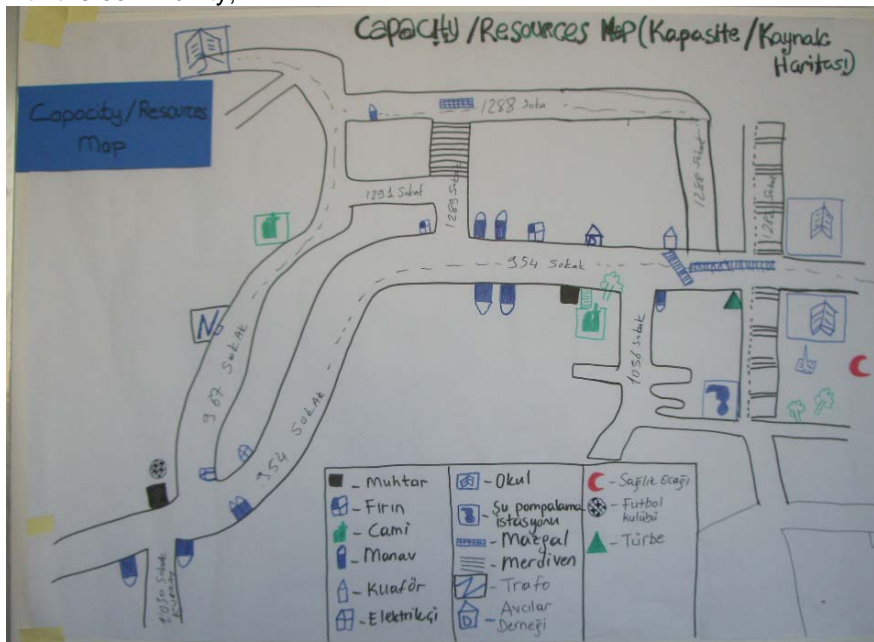 CAPACITY /RESOURCES MAP (Kapasite/Kaynak
Haritası)
Capacity/Resources
Map
1288 Soka
1291 Sokak
1289 Sokak
1288 Sokak
954 Sokak
1056 Sokak
967 SOKAK
954 SOKAK
N
- Muhtar
- Fırın
- Cami
- Manav
- Kuaför
- Elektrikçi
- Okul
- Su pompalama
istasyonu
- Mazgal
- Merdiven
- Trafo
- Avcılar
Derneği
- Sağlık Ocağı
- Futbol
kulübü
- Türbe